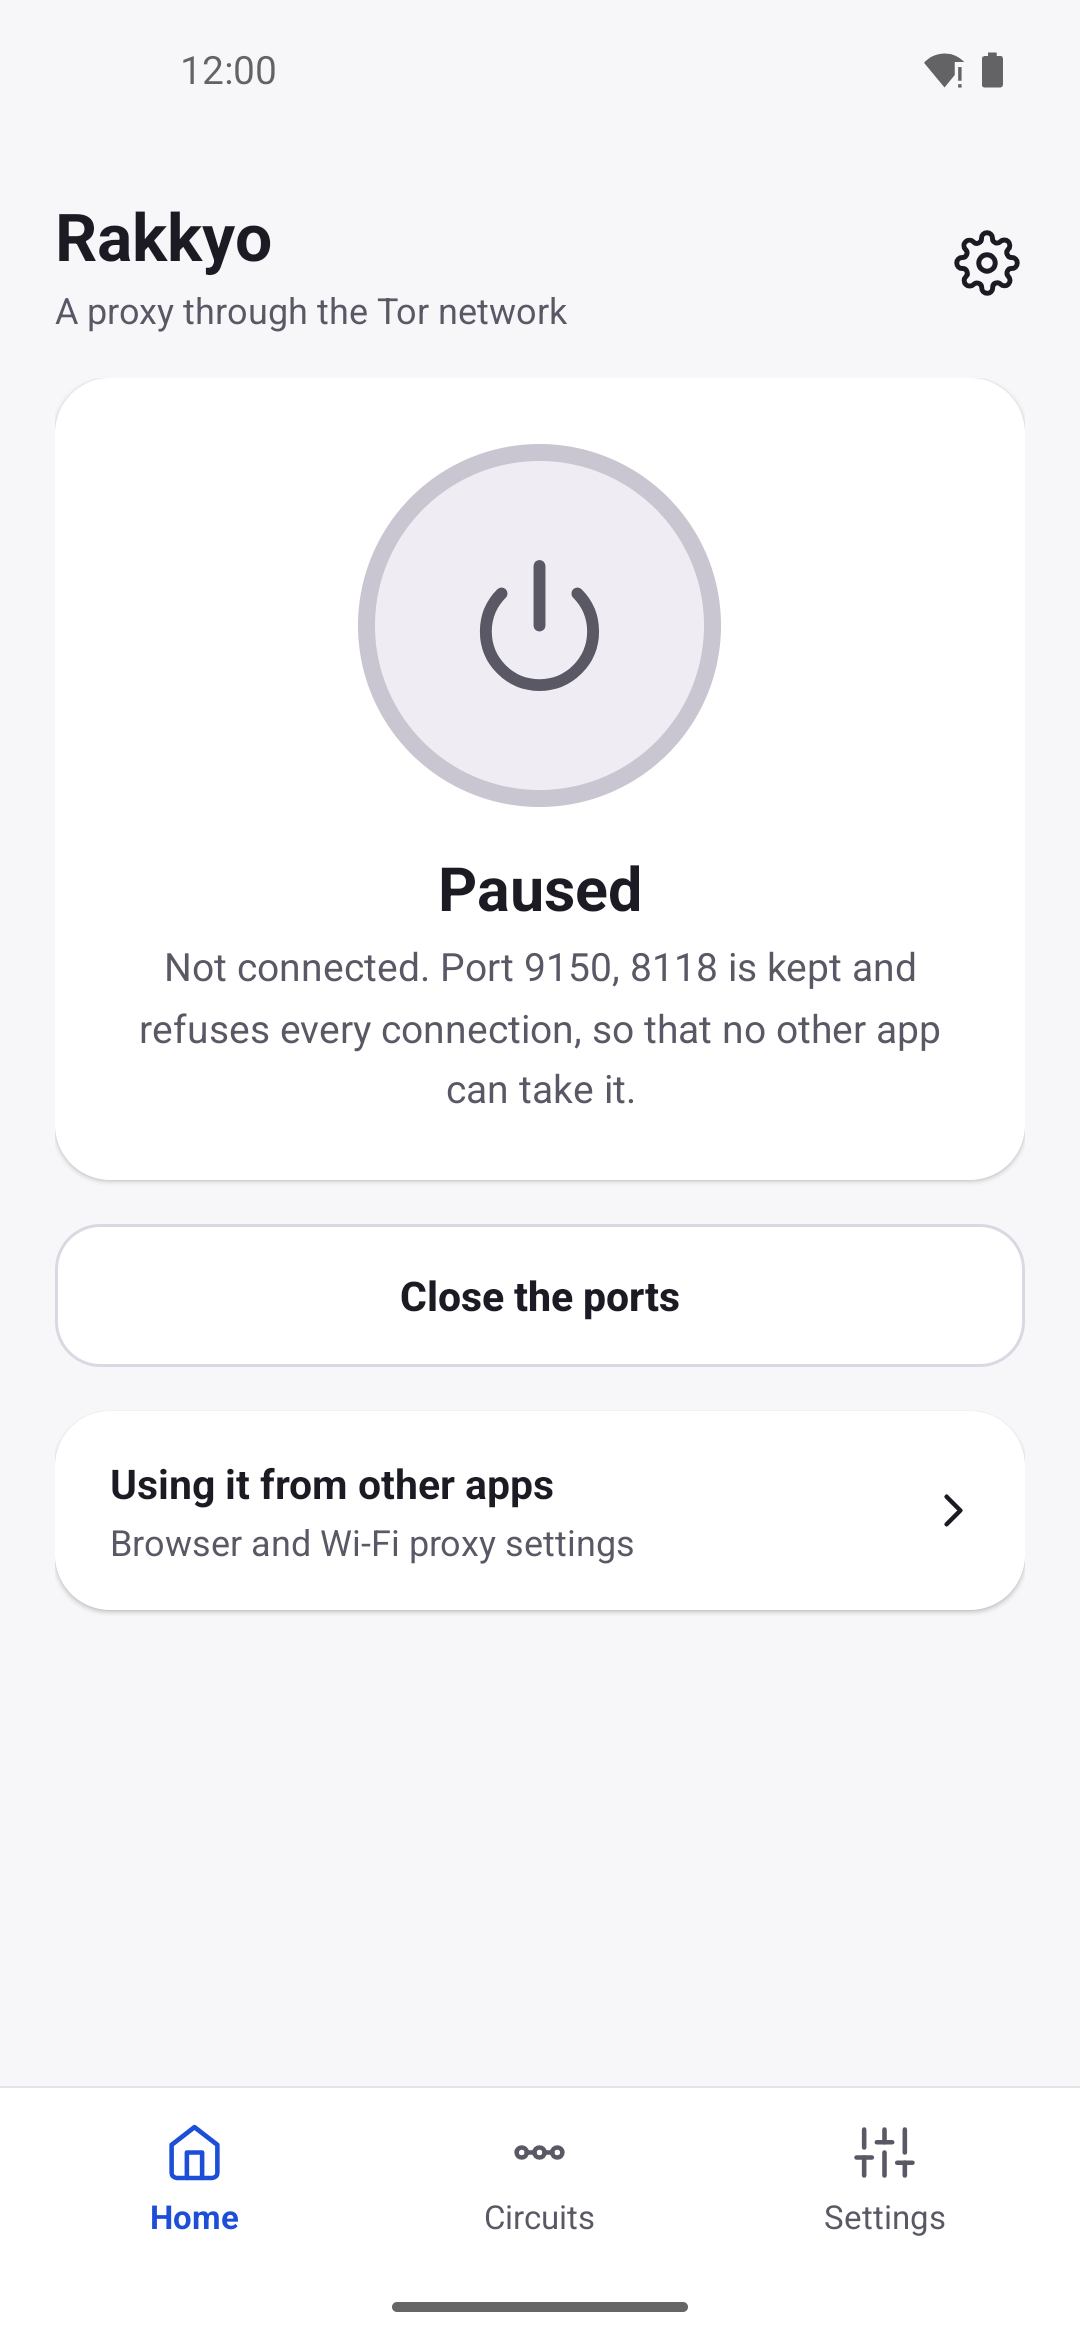 12:00
Rakkyo
A proxy through the Tor network
Paused
Not connected. Port 9150, 8118 is kept and
refuses every connection, so that no other app
can take it.
Close the ports
Using it from other apps
Browser and Wi-Fi proxy settings
Home
Circuits
Settings